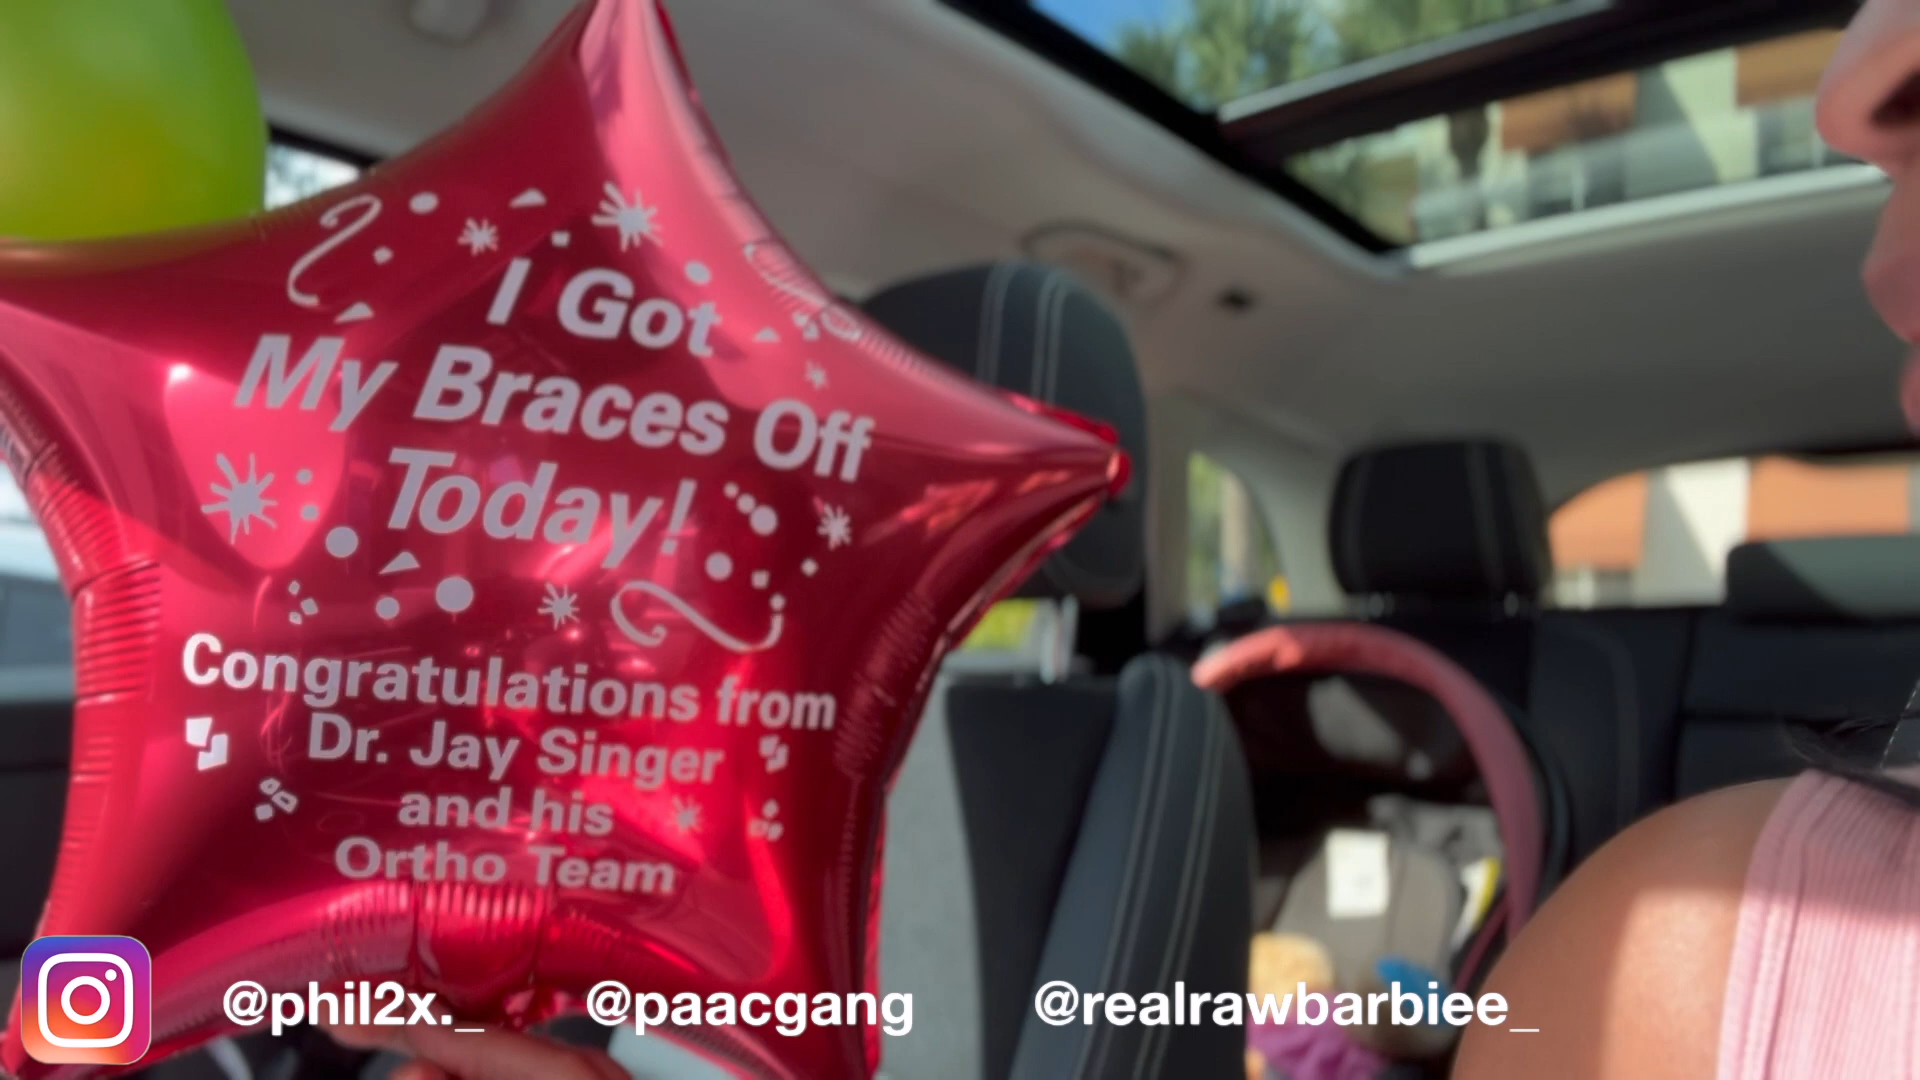 I Got
My Braces Off
Today!
Congratulations from
Dr. Jay Singer
and his
Ortho Team
@phil2x._ @paacgang @realrawbarbiee_